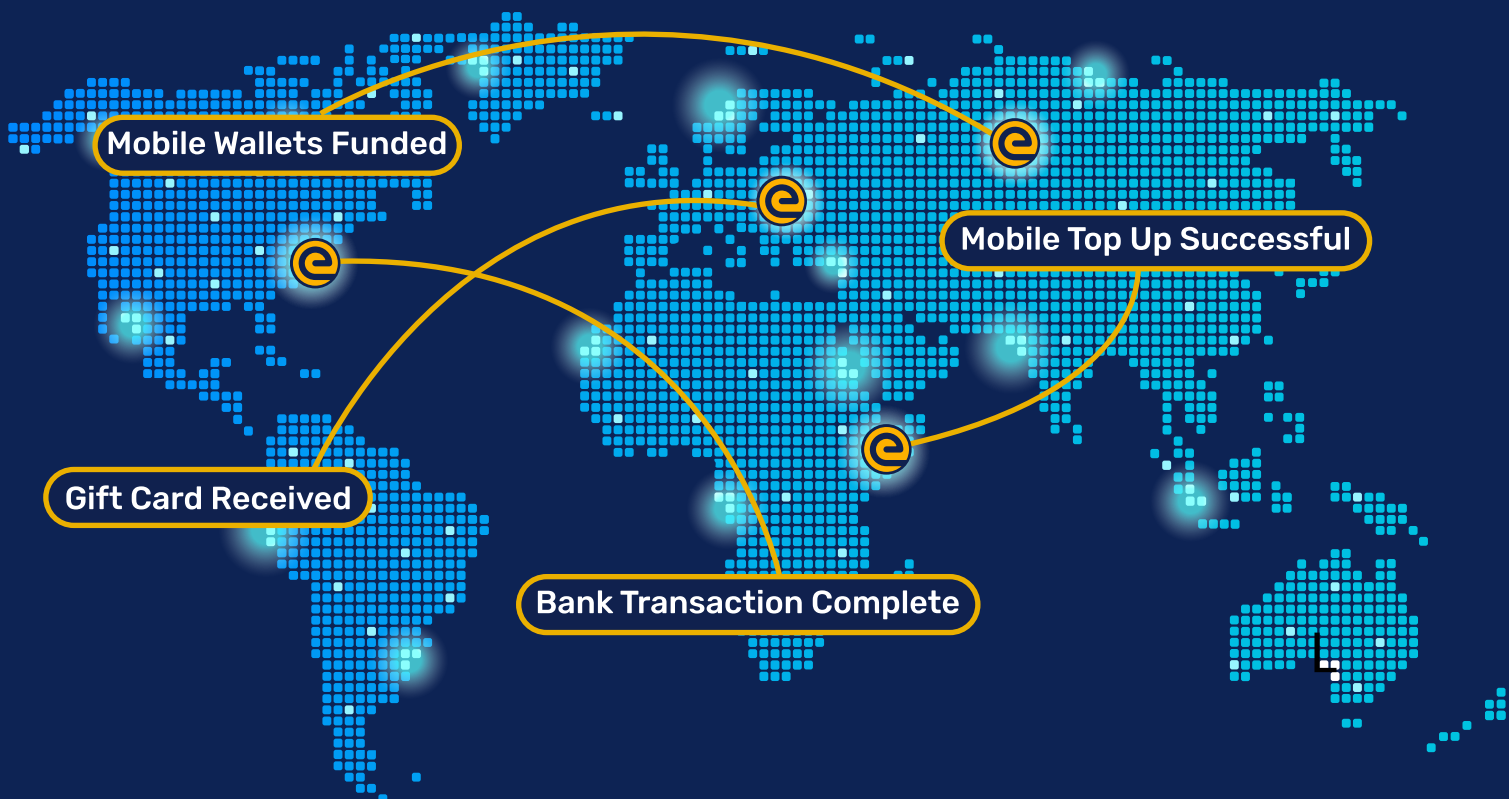 Mobile Wallets Funded
Mobile Top Up Successful
Gift Card Received
Bank Transaction Complete